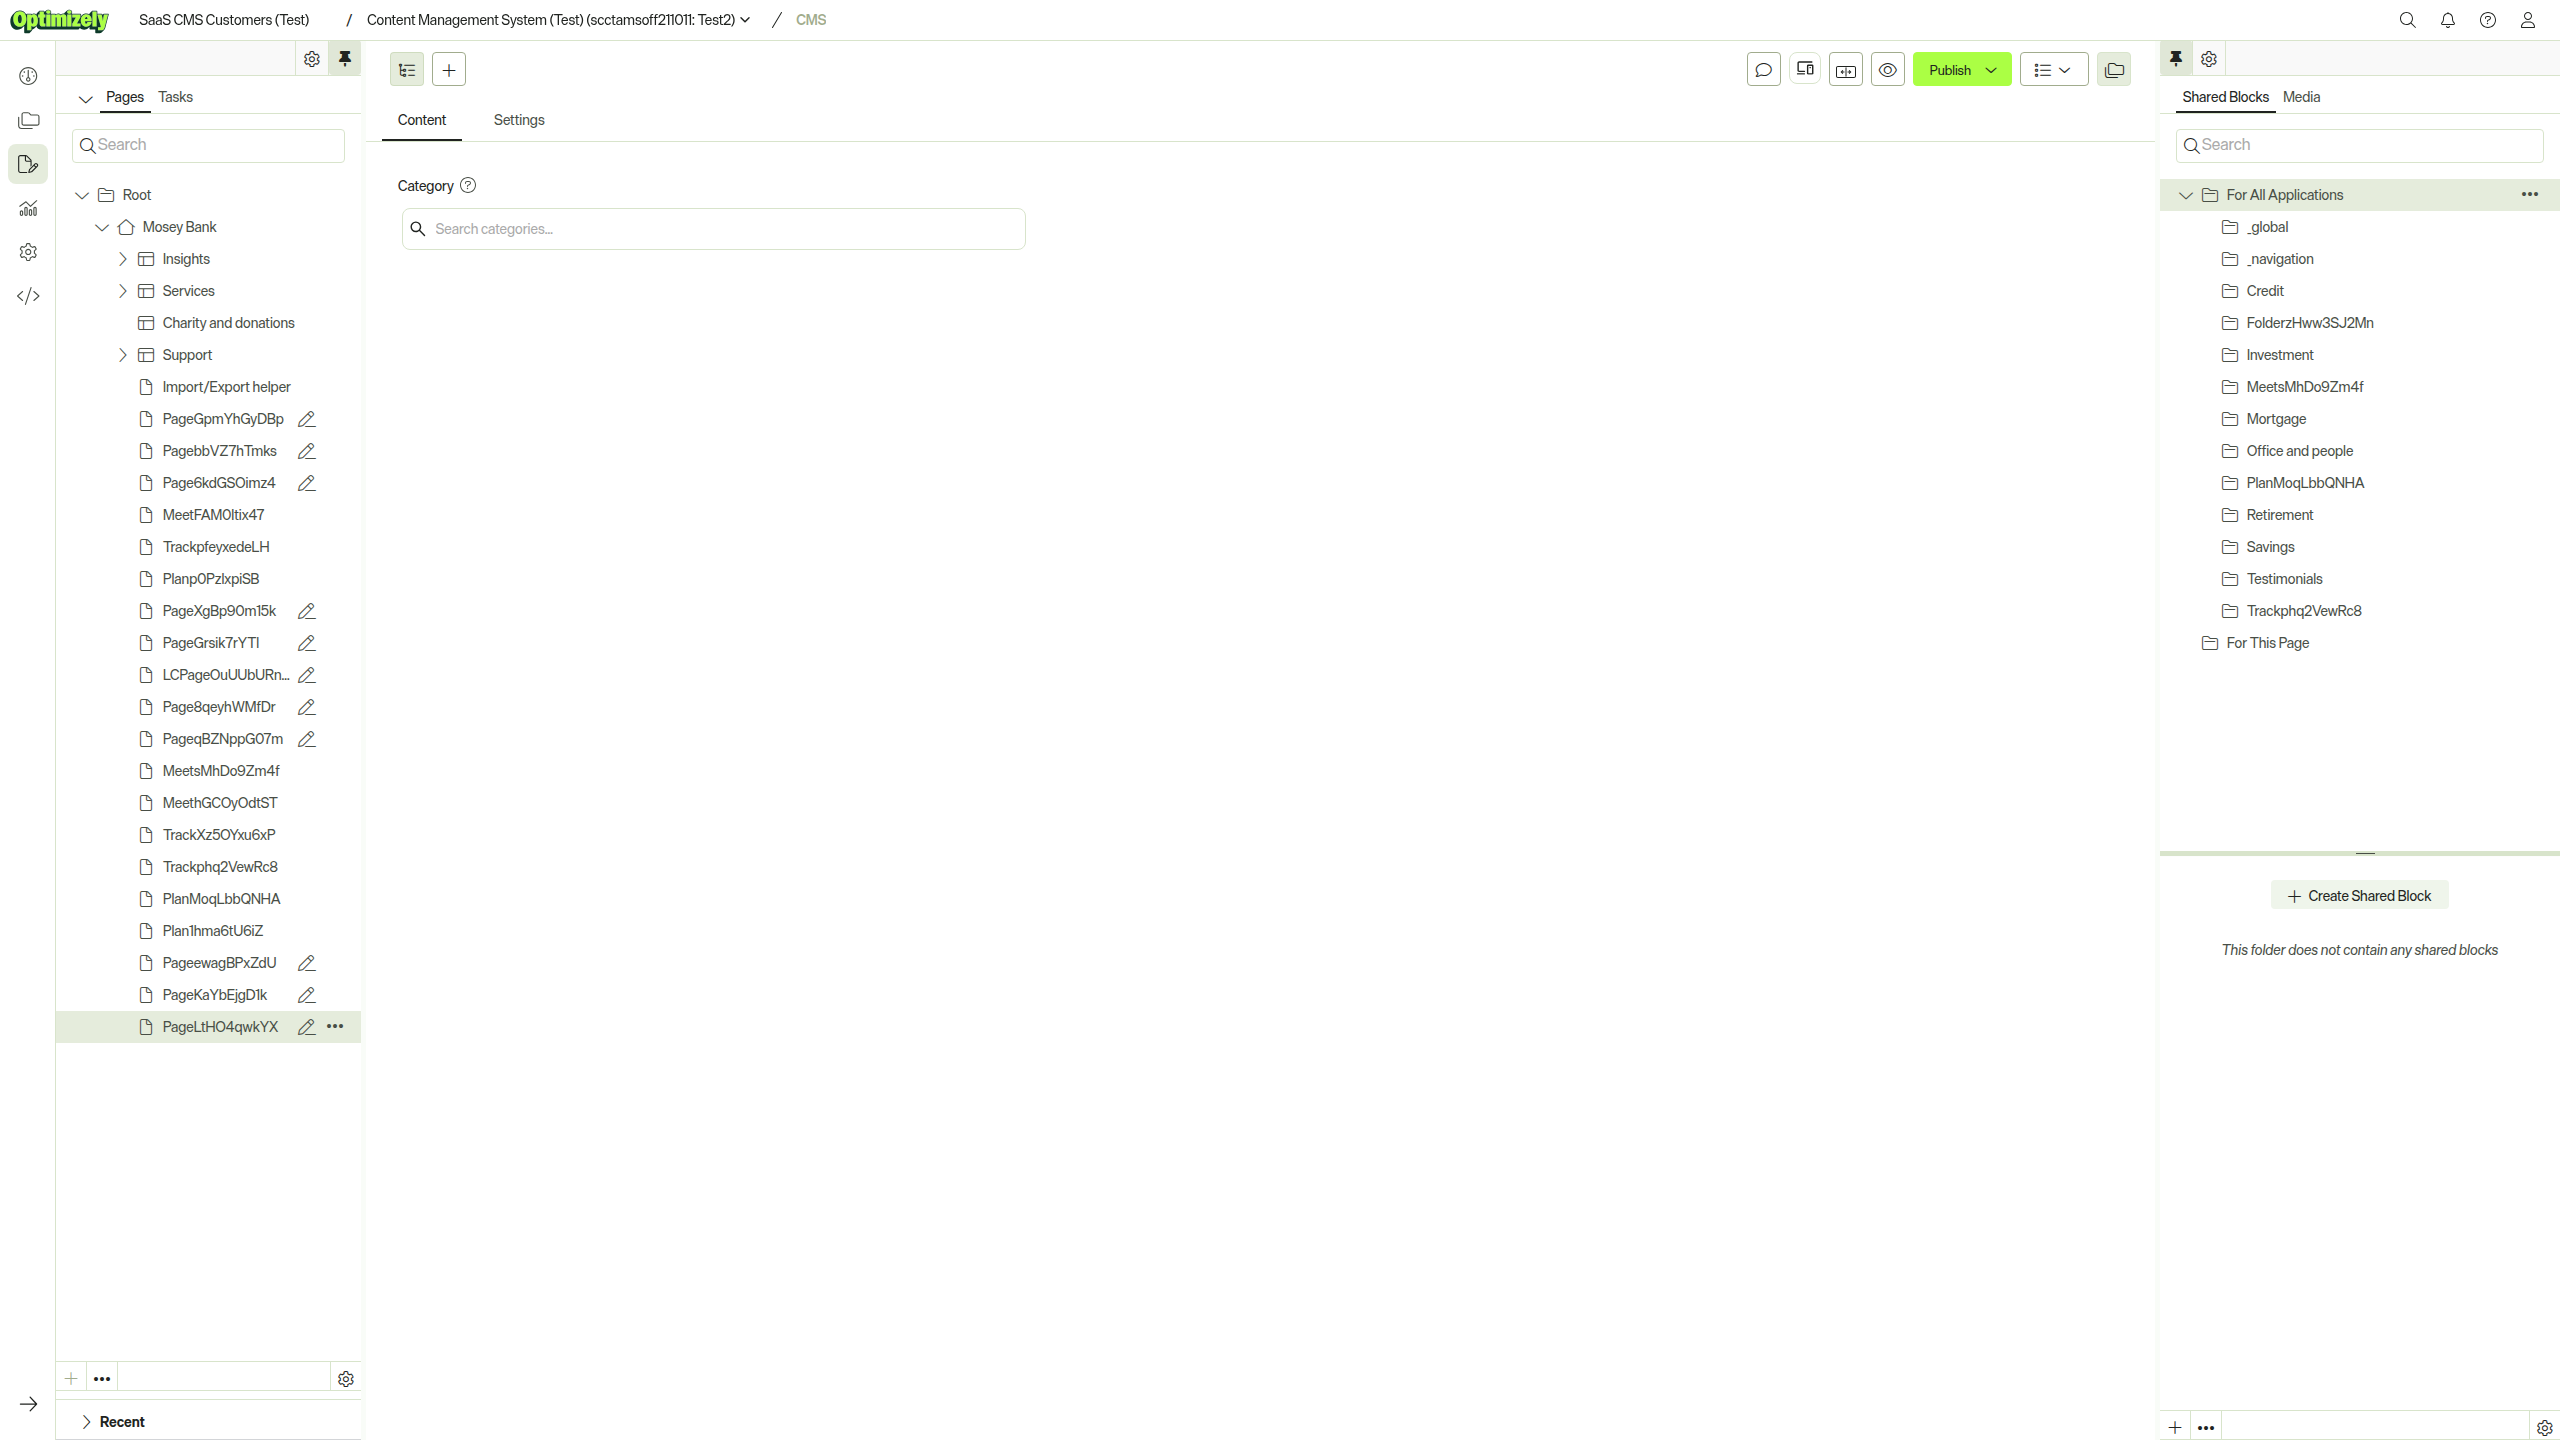 Optimizely
SaaS CMS Customers (Test) / Content Management System (Test) (scctamsoff211011: Test2) / CMS
Publish
Pages Tasks
Search
Root
Mosey Bank
Insights
Services
Charity and donations
Support
Import/Export helper
PageGpmYhGyDBp
PagebbVZ7hTmks
Page6kdGSOimz4
MeetFAM0ltix47
TrackpfeyxedeLH
Planp0PzlxpiSB
PageXgBp90m15k
PageGrsik7rYTl
LCPageOuUUbURn...
Page8qeyhWMfDr
PageqBZNppG07m
MeetsMhDo9Zm4f
MeethGCOyOdtST
TrackXz5OYxu6xP
Trackphq2VewRc8
PlanMoqLbbQNHA
Plan1hma6tU6iZ
PageewagBPxZdU
PageKaYbEjgD1k
PageLtHO4qwkYX
Recent
Content Settings
Category
Search categories...
Shared Blocks Media
Search
For All Applications
_global
_navigation
Credit
FolderzHww3SJ2Mn
Investment
MeetsMhDo9Zm4f
Mortgage
Office and people
PlanMoqLbbQNHA
Retirement
Savings
Testimonials
Trackphq2VewRc8
For This Page
Create Shared Block
This folder does not contain any shared blocks